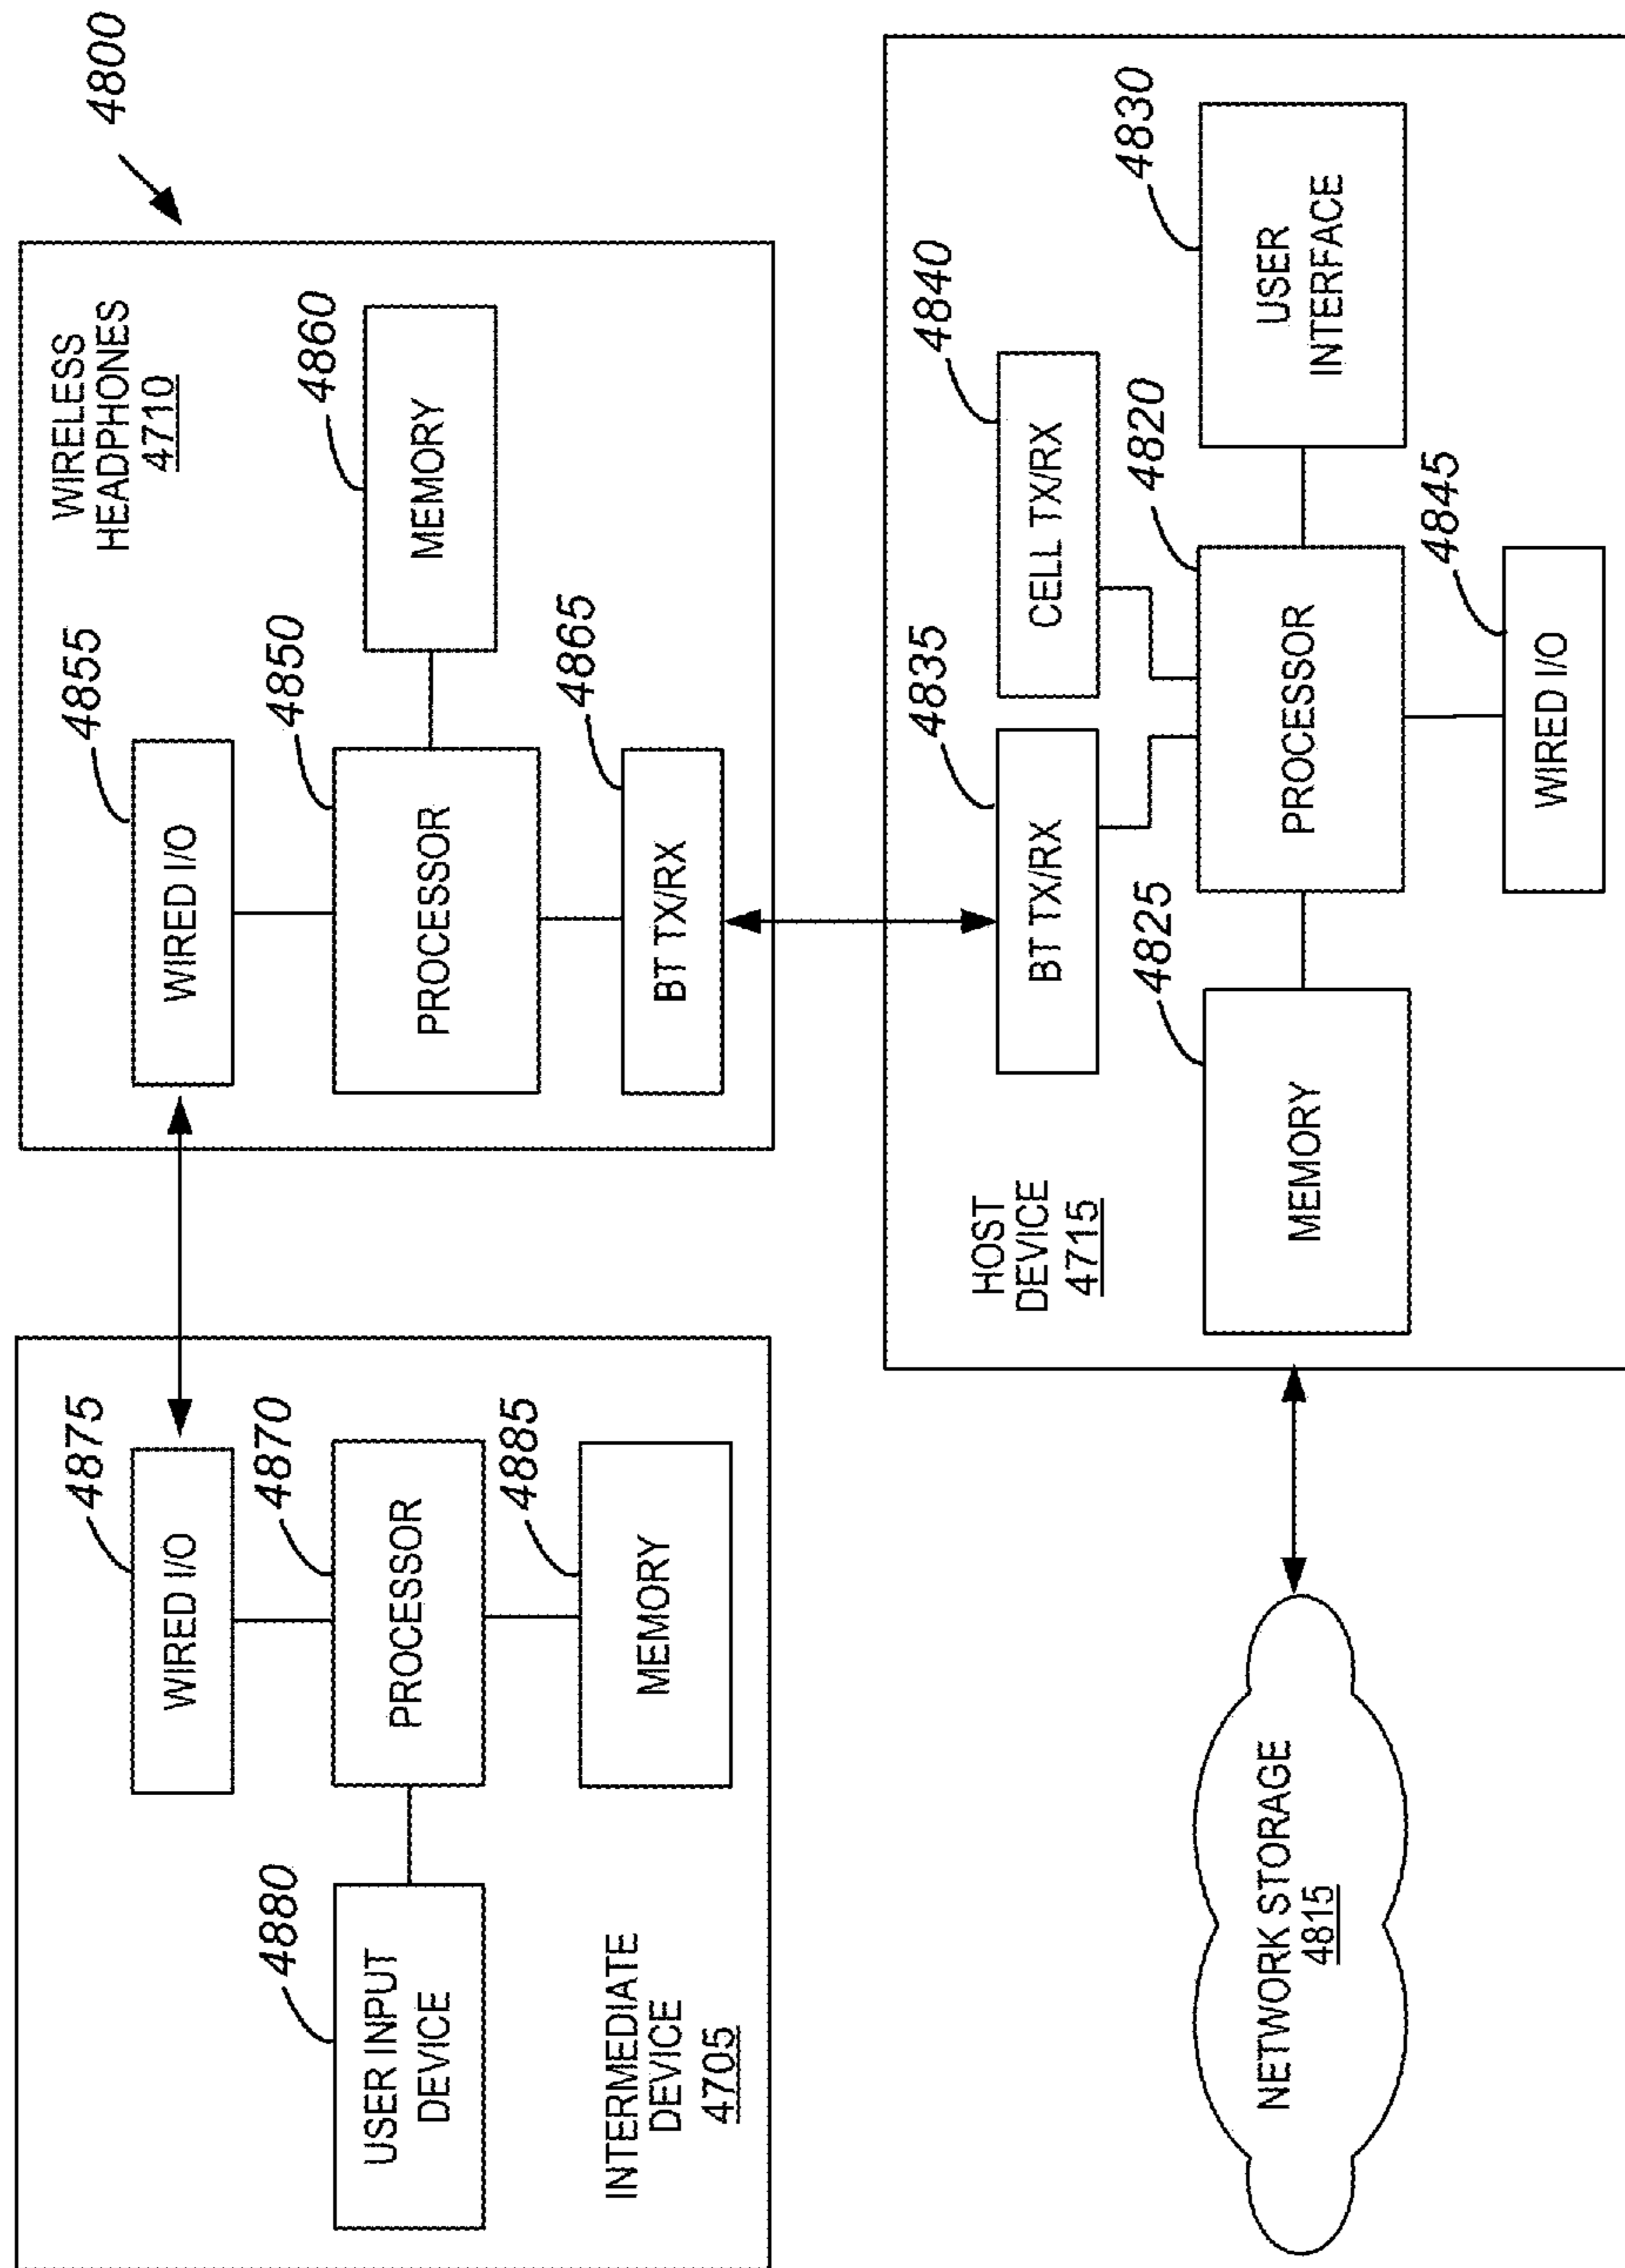 4800
WIRELESS
HEADPHONES
4710
4855
WIRED I/O
4850
PROCESSOR
4860
MEMORY
4865
BT TX/RX
4875
WIRED I/O
4870
PROCESSOR
4885
MEMORY
4880
USER INPUT
DEVICE
INTERMEDIATE
DEVICE
4705
HOST
DEVICE
4715
4835
BT TX/RX
4840
CELL TX/RX
4825
MEMORY
4820
PROCESSOR
4830
USER
INTERFACE
4845
WIRED I/O
NETWORK STORAGE
4815